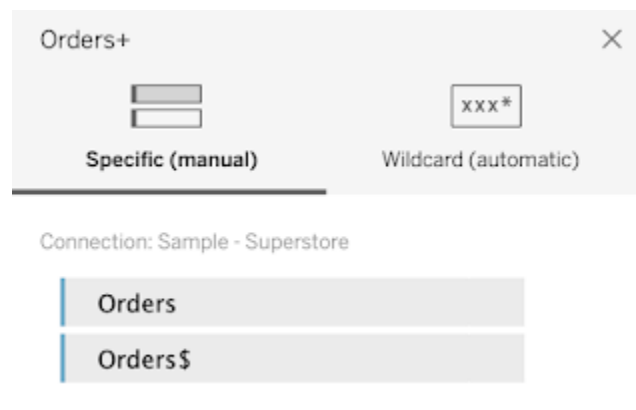 Orders+
xxx*
Specific (manual)
Wildcard (automatic)
Connection: Sample - Superstore
Orders
Orders$